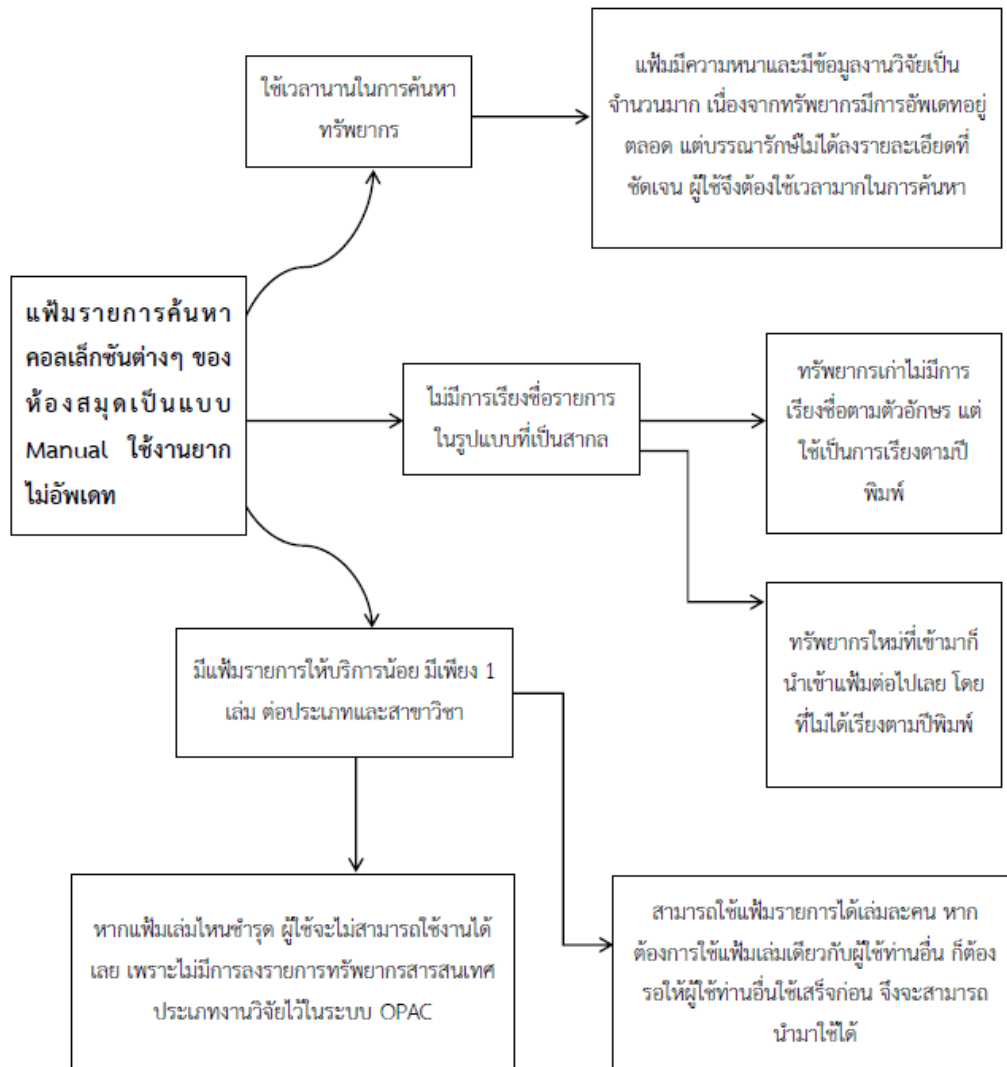 ใช้เวลานานในการค้นหา
ทรัพยากร
แฟ้มมีความหนาและมีข้อมูลงานวิจัยเป็น
จำนวนมาก เนื่องจากทรัพยากรมีการอัพเดทอยู่
ตลอด แต่บรรณารักษ์ไม่ได้ลงรายละเอียดที่
ชัดเจน ผู้ใช้จึงต้องใช้เวลามากในการค้นหา
แฟ้มรายการค้นหา
คอลเล็กชันต่างๆ ของ
ห้องสมุดเป็นแบบ
Manual ใช้งานยาก
ไม่อัพเดท
ไม่มีการเรียงชื่อรายการ
ในรูปแบบที่เป็นสากล
ทรัพยากรเก่าไม่มีการ
เรียงชื่อตามตัวอักษร แต่
ใช้เป็นการเรียงตามปี
พิมพ์
ทรัพยากรใหม่ที่เข้ามาก็
นำเข้าแฟ้มต่อไปเลย โดย
ที่ไม่ได้เรียงตามปีพิมพ์
มีแฟ้มรายการให้บริการน้อย มีเพียง 1
เล่ม ต่อประเภทและสาขาวิชา
หากแฟ้มเล่มไหนชำรุด ผู้ใช้จะไม่สามารถใช้งานได้
เลย เพราะไม่มีการลงรายการทรัพยากรสารสนเทศ
ประเภทงานวิจัยไว้ในระบบ OPAC
สามารถใช้แฟ้มรายการได้เล่มละคน หาก
ต้องการใช้แฟ้มเล่มเดียวกับผู้ใช้ท่านอื่น ก็ต้อง
รอให้ผู้ใช้ท่านอื่นใช้เสร็จก่อน จึงจะสามารถ
นำมาใช้ได้